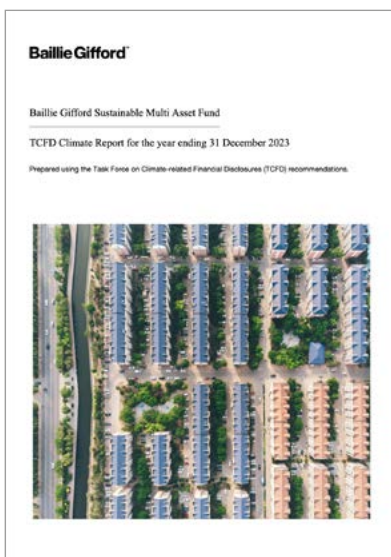 Baillie Gifford™
Baillie Gifford Sustainable Multi Asset Fund
TCFD Climate Report for the year ending 31 December 2023
Prepared using the Task Force on Climate-related Financial Disclosures (TCFD) recommendations.